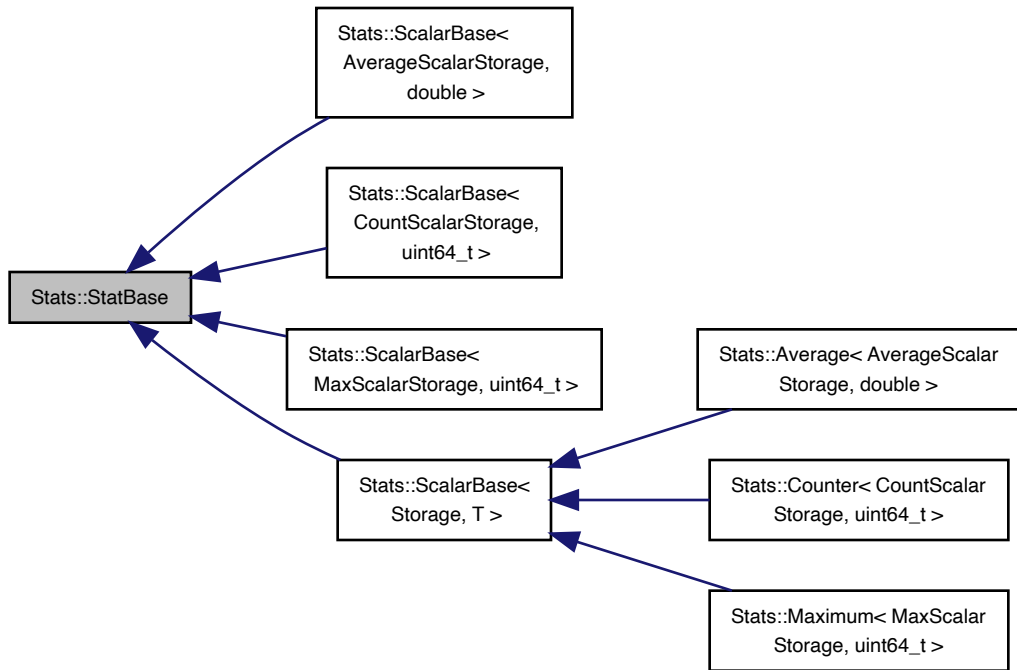 Stats::ScalarBase<
AverageScalarStorage,
double >
Stats::ScalarBase<
CountScalarStorage,
uint64_t >
Stats::StatBase
Stats::ScalarBase<
MaxScalarStorage, uint64_t >
Stats::Average< AverageScalar
Storage, double >
Stats::ScalarBase<
Storage, T >
Stats::Counter< CountScalar
Storage, uint64_t >
Stats::Maximum< MaxScalar
Storage, uint64_t >